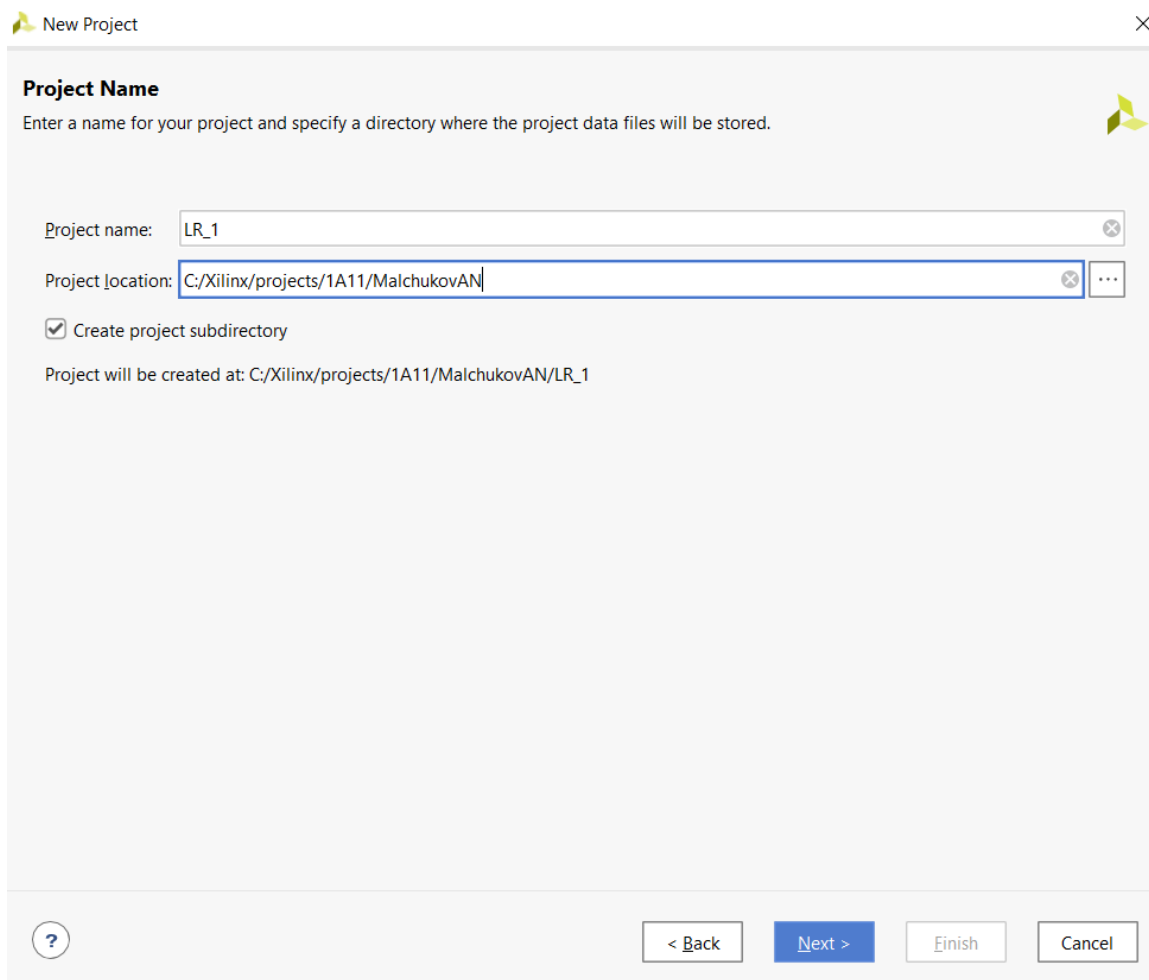 New Project
Project Name
Enter a name for your project and specify a directory where the project data files will be stored.
Project name: LR_1
Project location: C:/Xilinx/projects/1A11/MalchukovAN
Create project subdirectory
Project will be created at: C:/Xilinx/projects/1A11/MalchukovAN/LR_1
? < Back Next > Finish Cancel